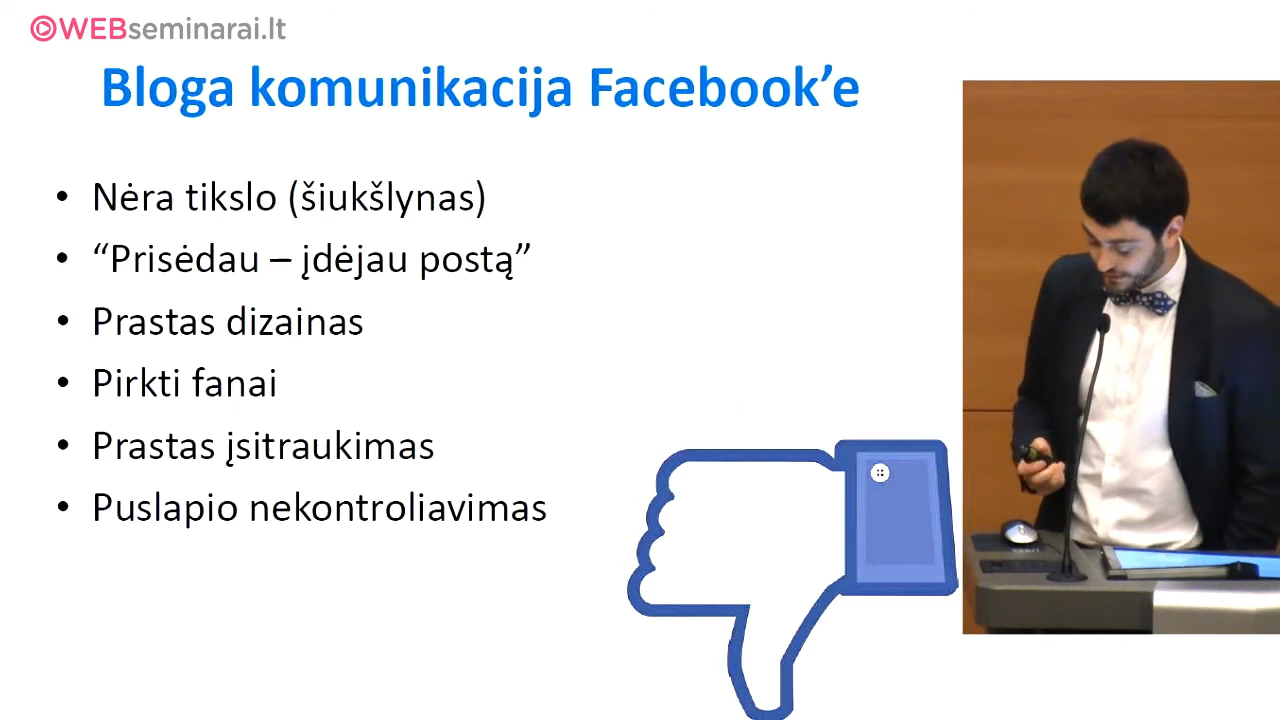 WEBseminarai.lt
Bloga komunikacija Facebook’e
• Nėra tikslo (šiukšlynas)
• “Prisėdau – įdėjau postą”
• Prastas dizainas
• Pirkti fanai
• Prastas įsitraukimas
• Puslapio nekontroliavimas